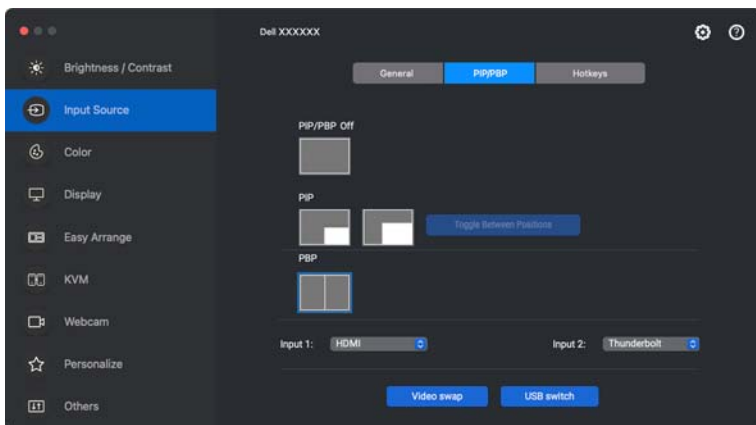 Dell XXXXXX
Brightness / Contrast
Input Source
Color
Display
Easy Arrange
KVM
Webcam
Personalize
Others
General PIP/PBP Hotkeys
PIP/PBP Off
PIP
Toggle Between Positions
PBP
Input 1: HDMI Input 2: Thunderbolt
Video swap USB switch